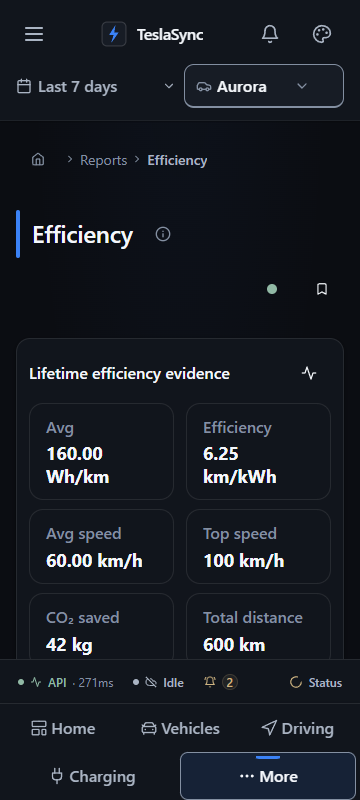 TeslaSync
Last 7 days
Aurora
Reports
Efficiency
Efficiency
Lifetime efficiency evidence
Avg
160.00
Wh/km
Efficiency
6.25
km/kWh
Avg speed
60.00 km/h
Top speed
100 km/h
CO₂ saved
42 kg
Total distance
600 km
API · 271ms
Idle
2
Status
Home
Vehicles
Driving
Charging
More